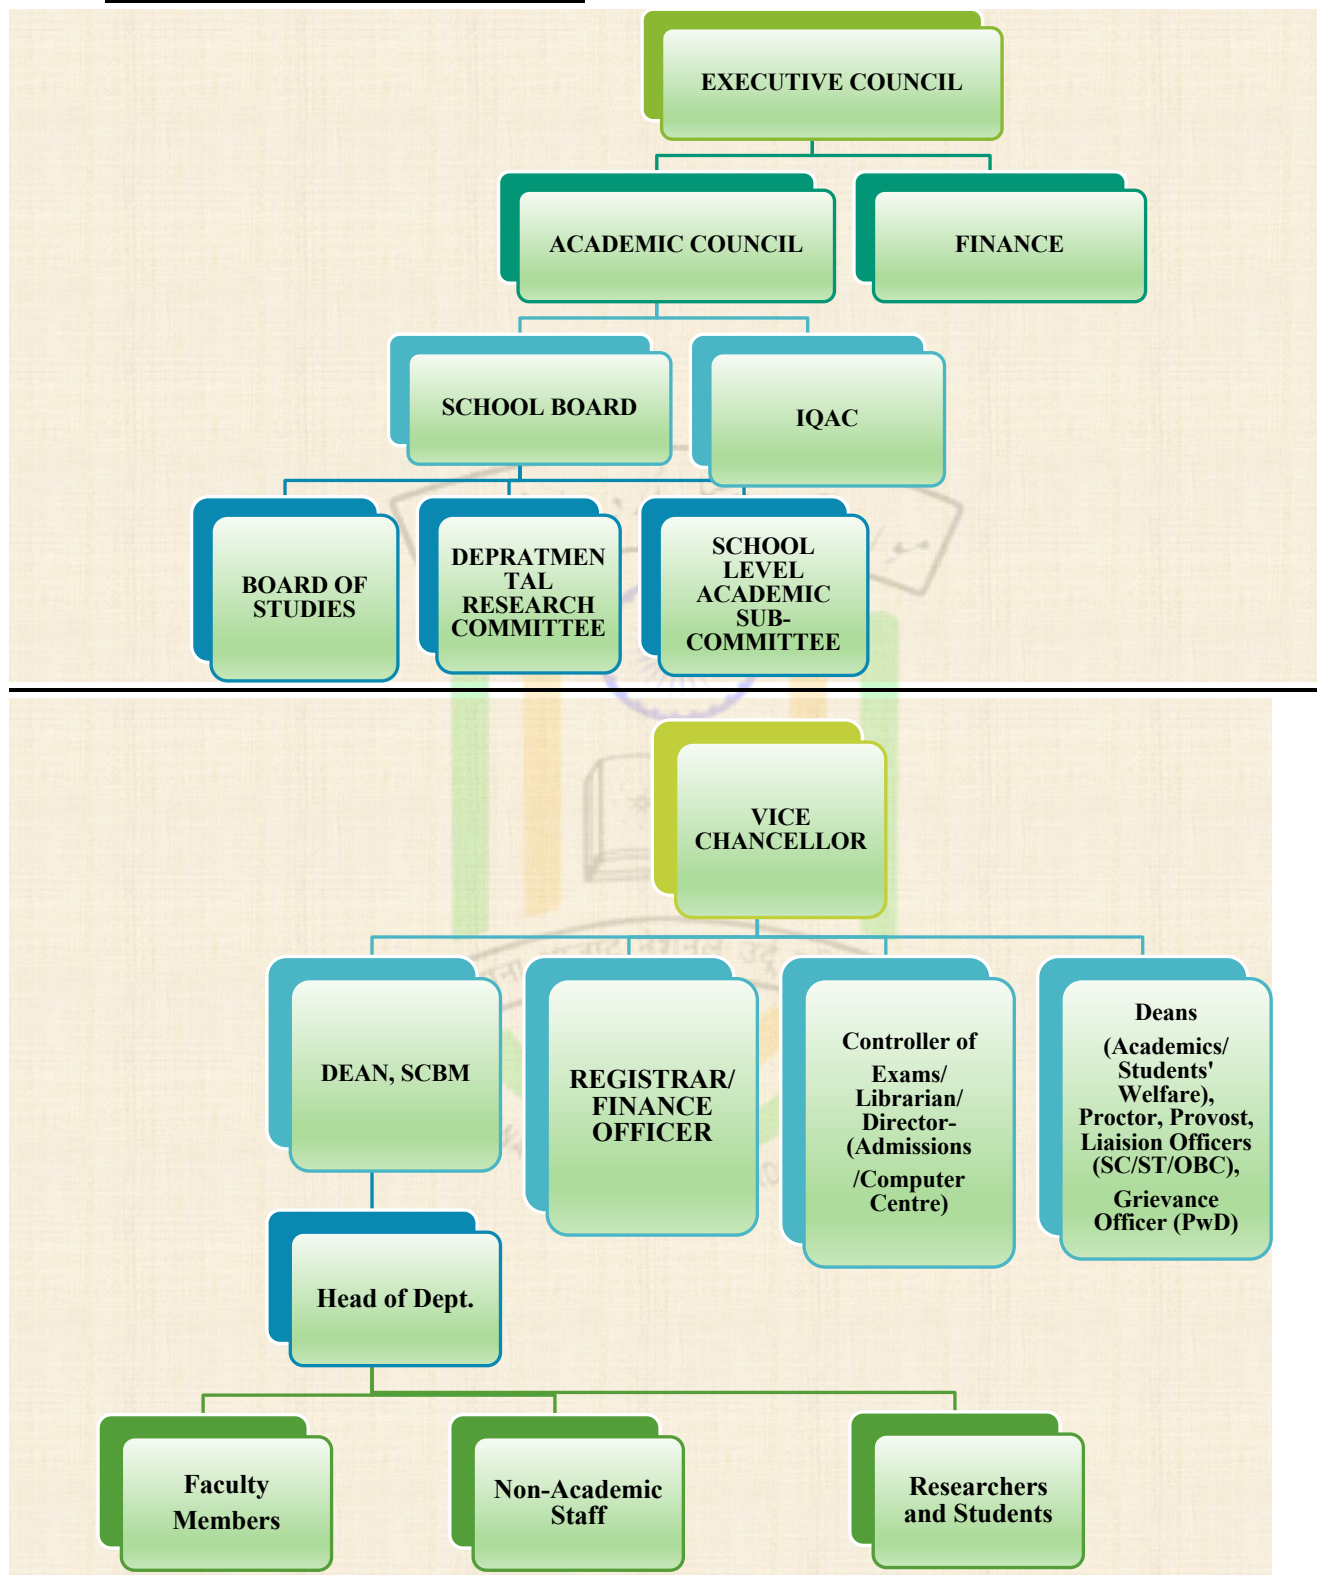 EXECUTIVE COUNCIL
ACADEMIC COUNCIL
FINANCE
SCHOOL BOARD
IQAC
BOARD OF
STUDIES
DEPRATMEN
TAL
RESEARCH
COMMITTEE
SCHOOL
LEVEL
ACADEMIC
SUB-
COMMITTEE
VICE
CHANCELLOR
DEAN, SCBM
REGISTRAR/
FINANCE
OFFICER
Controller of
Exams/
Librarian/
Director-
(Admissions
/Computer
Centre)
Deans
(Academics/
Students'
Welfare),
Proctor, Provost,
Liaision Officers
(SC/ST/OBC),
Grievance
Officer (PwD)
Head of Dept.
Faculty
Members
Non-Academic
Staff
Researchers
and Students